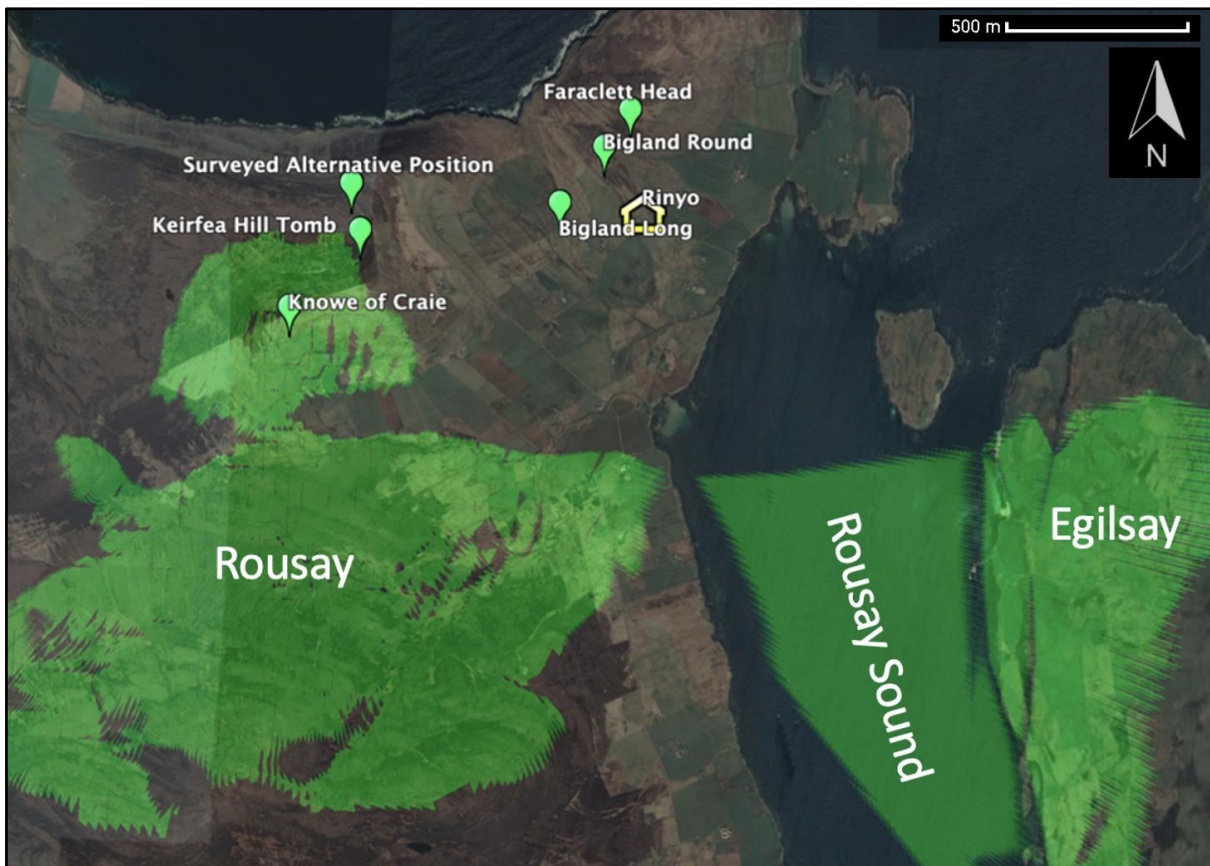 500 m
N
Faraclett Head
Bigland Round
Surveyed Alternative Position
Rinyo
Keirfea Hill Tomb
Bigland Long
Knowe of Craie
Rousay
Rousay Sound
Egilsay